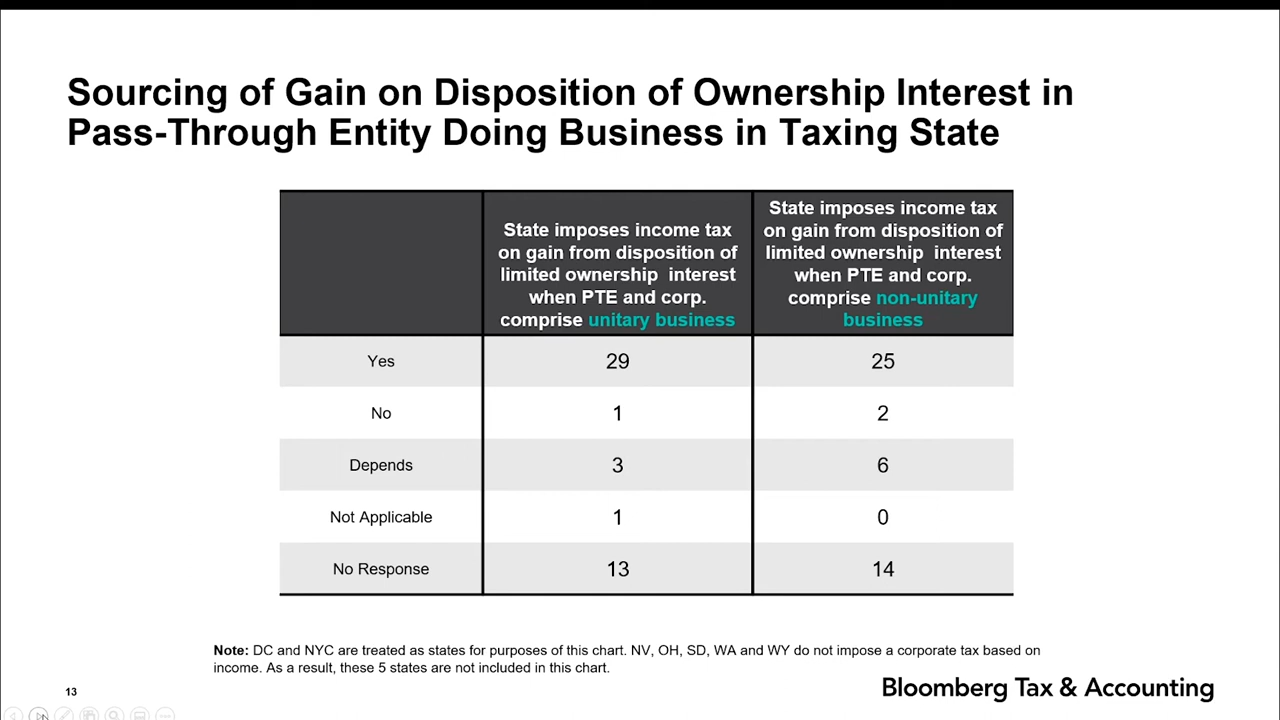 Sourcing of Gain on Disposition of Ownership Interest in
Pass-Through Entity Doing Business in Taxing State
State imposes income tax
on gain from disposition of
limited ownership interest
when PTE and corp.
comprise unitary business
State imposes income tax
on gain from disposition of
limited ownership interest
when PTE and corp.
comprise non-unitary
business
Yes 29 25
No 1 2
Depends 3 6
Not Applicable 1 0
No Response 13 14
Note: DC and NYC are treated as states for purposes of this chart. NV, OH, SD, WA and WY do not impose a corporate tax based on
income. As a result, these 5 states are not included in this chart.
13
Bloomberg Tax & Accounting